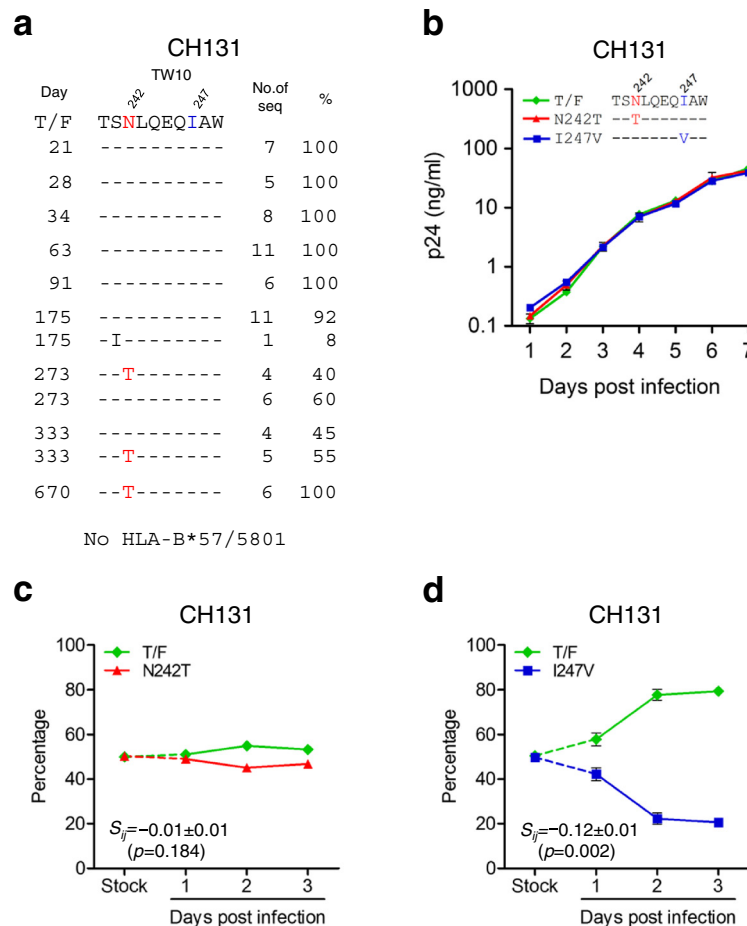 a
CH131
TW10
Day 242 247 No.of seq %
T/F TSNLQEQIAW
21 ---------- 7 100
28 ---------- 5 100
34 ---------- 8 100
63 ---------- 11 100
91 ---------- 6 100
175 ---------- 11 92
175 -I-------- 1 8
273 --T------- 4 40
273 ---------- 6 60
333 ---------- 4 45
333 --T------- 5 55
670 --T------- 6 100
No HLA-B*57/5801
b
CH131
242 247
T/F TSNLQEQIAW
N242T --T-------
I247V -------V--
p24 (ng/ml)
1000
100
10
1
0.1
1 2 3 4 5 6 7
Days post infection
c
CH131
T/F
N242T
Percentage
100
80
60
40
20
0
Sij=−0.01±0.01
(p=0.184)
Stock 1 2 3
Days post infection
d
CH131
T/F
I247V
Percentage
100
80
60
40
20
0
Sij=−0.12±0.01
(p=0.002)
Stock 1 2 3
Days post infection